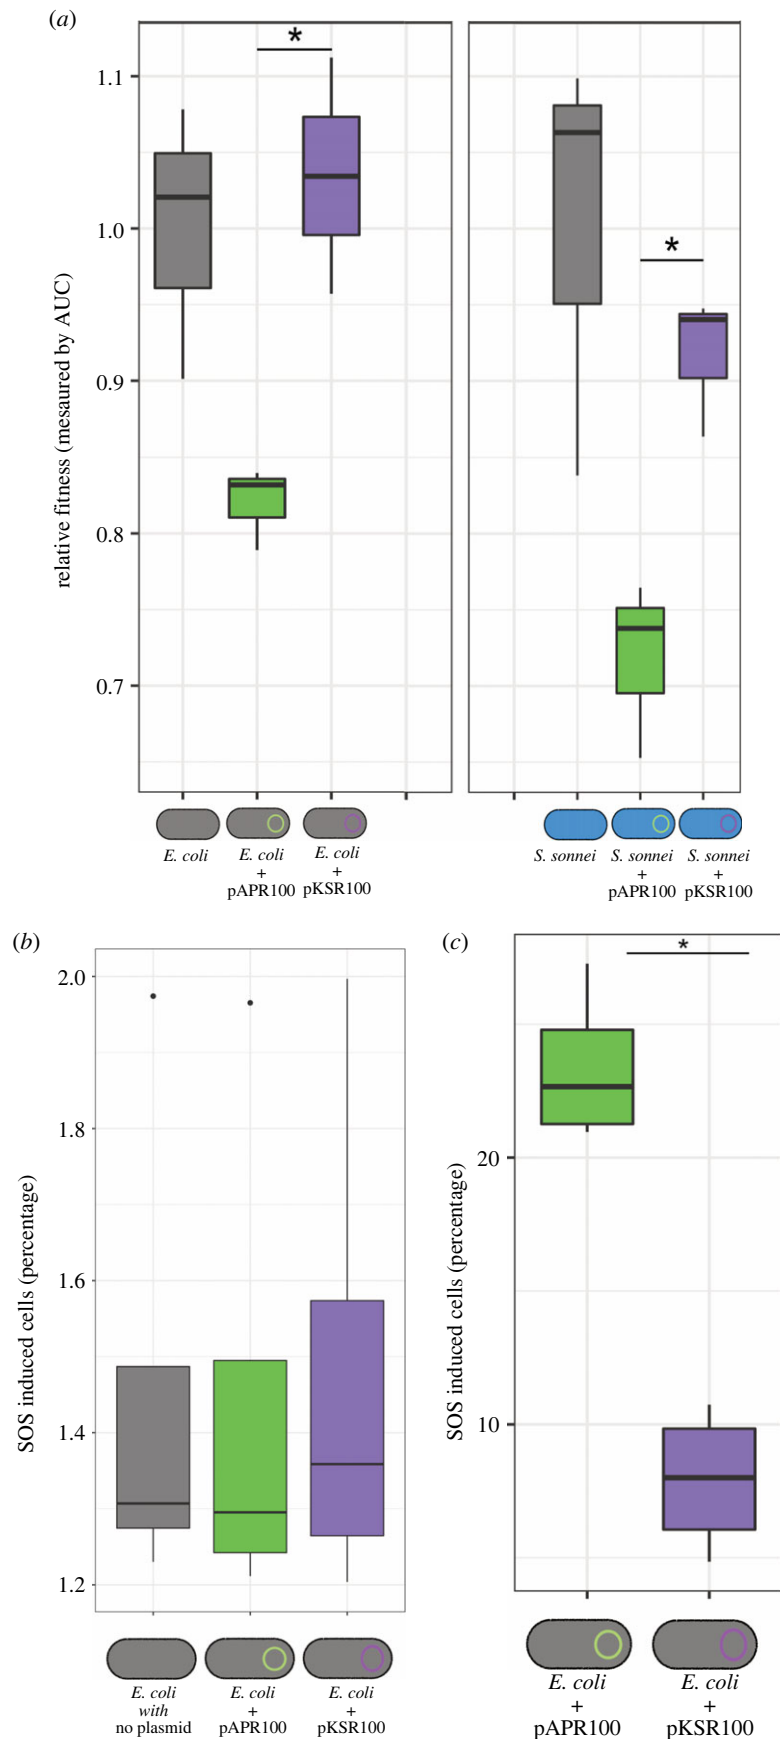 (a)
*
*
1.1
1.0
0.9
0.8
0.7
relative fitness (mesaured by AUC)
E. coli
E. coli
+
pAPR100
E. coli
+
pKSR100
S. sonnei
S. sonnei
+
pAPR100
S. sonnei
+
pKSR100
(b)
2.0
1.8
1.6
1.4
1.2
SOS induced cells (percentage)
E. coli
with
no plasmid
E. coli
+
pAPR100
E. coli
+
pKSR100
(c)
*
20
10
SOS induced cells (percentage)
E. coli
+
pAPR100
E. coli
+
pKSR100